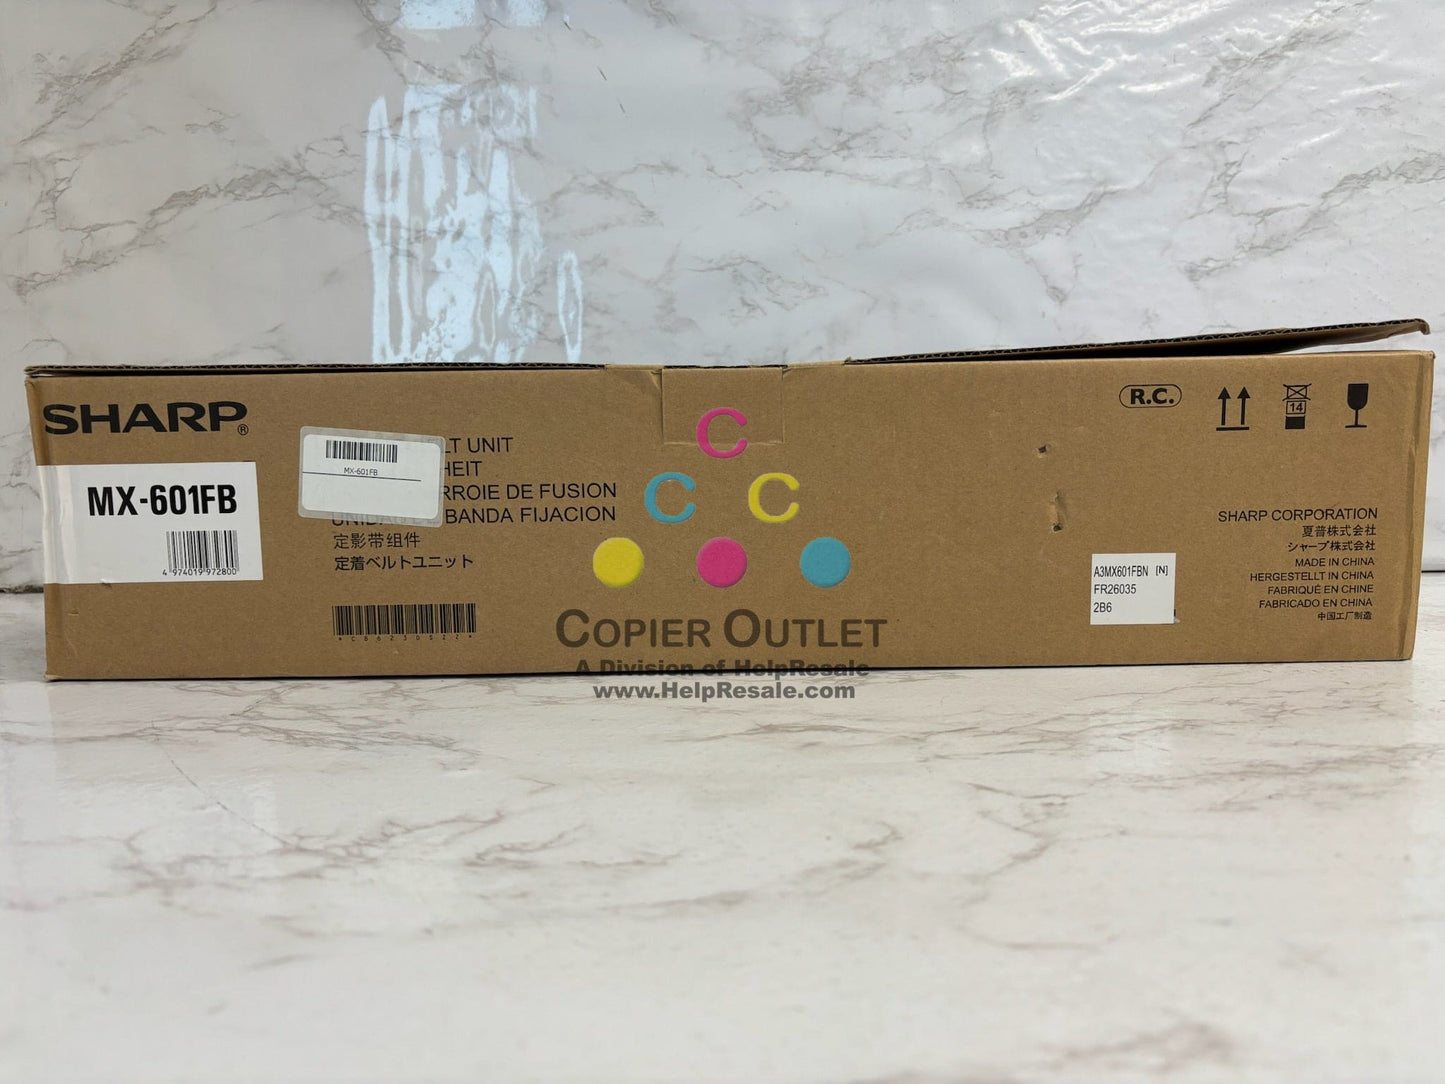 SHARP®
MX-601FB
4 974019 972800
MX-601FB
LT UNIT
HEIT
RROIE DE FUSION
BANDA FIJACION
定影带组件
定着ベルトユニット
R.C.
14
SHARP CORPORATION
夏普株式会社
シャープ株式会社
MADE IN CHINA
HERGESTELLT IN CHINA
FABRIQUÉ EN CHINE
FABRICADO EN CHINA
中国工厂制造
A3MX601FBN [N]
FR26035
2B6
C
C C
COPIER OUTLET
A Division of HelpResale
www.HelpResale.com